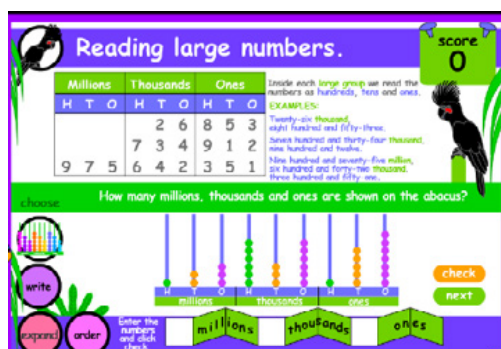 Reading large numbers.
score
0
Millions Thousands Ones
H T O H T O H T O
2 6 8 5 3
7 3 4 9 1 2
9 7 5 6 4 2 3 5 1
Inside each large group we read the
numbers as hundreds, tens and ones.
EXAMPLES:
Twenty-six thousand,
eight hundred and fifty-three.
Seven hundred and thirty-four thousand,
nine hundred and twelve.
Nine hundred and seventy-five million,
six hundred and forty-two thousand,
three hundred and fifty-one.
choose
How many millions, thousands and ones are shown on the abacus?
H T O H T O H T O
millions thousands ones
check
next
write
expand
order
Enter the
numbers
and click
check
millions
thousands
ones